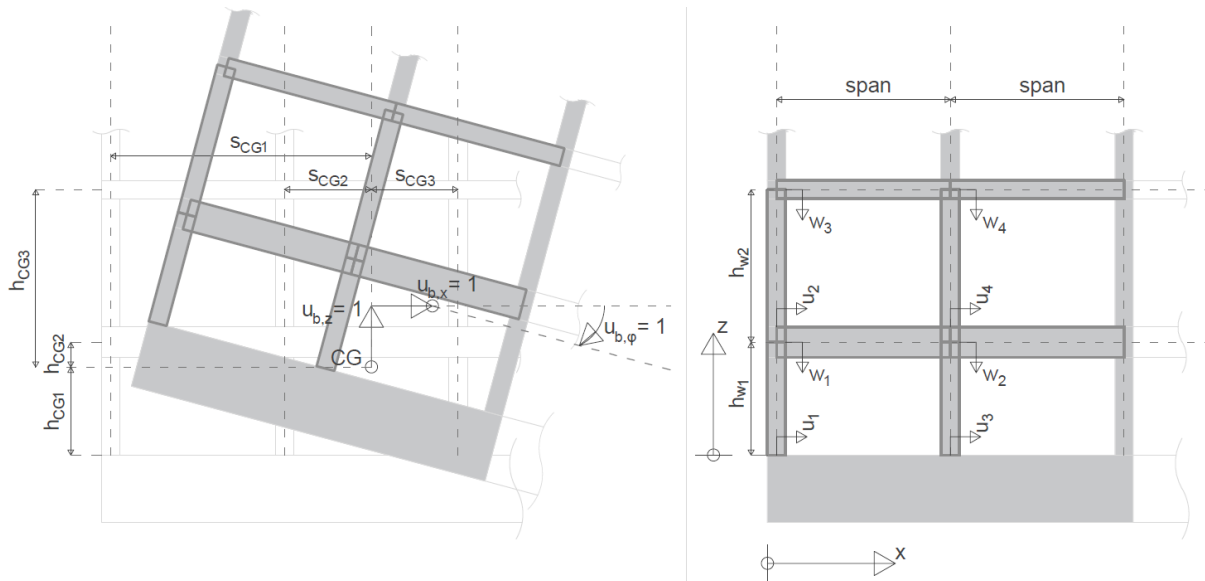 span span
s_CG1
s_CG2 s_CG3
h_CG3
h_CG2
h_CG1
u_b,x = 1
u_b,z = 1
u_b,φ = 1
CG
w_3 w_4
h_w2
u_2 u_4
z
w_1 w_2
h_w1
u_1 u_3
x